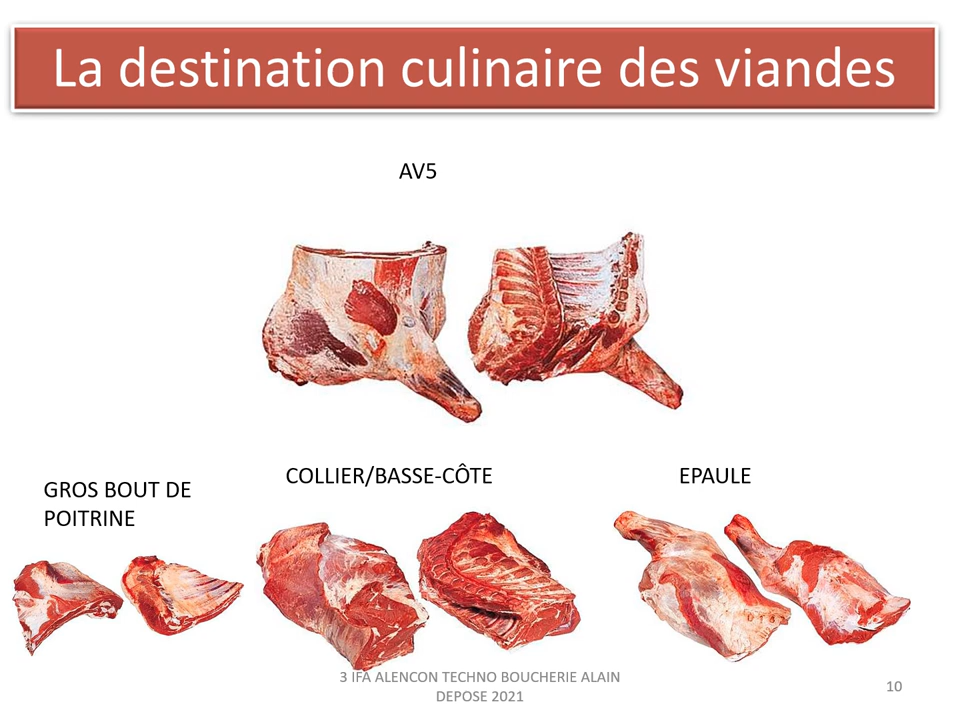 La destination culinaire des viandes
AV5
GROS BOUT DE
POITRINE
COLLIER/BASSE-CÔTE
EPAULE
3 IFA ALENCON TECHNO BOUCHERIE ALAIN
DEPOSE 2021
10